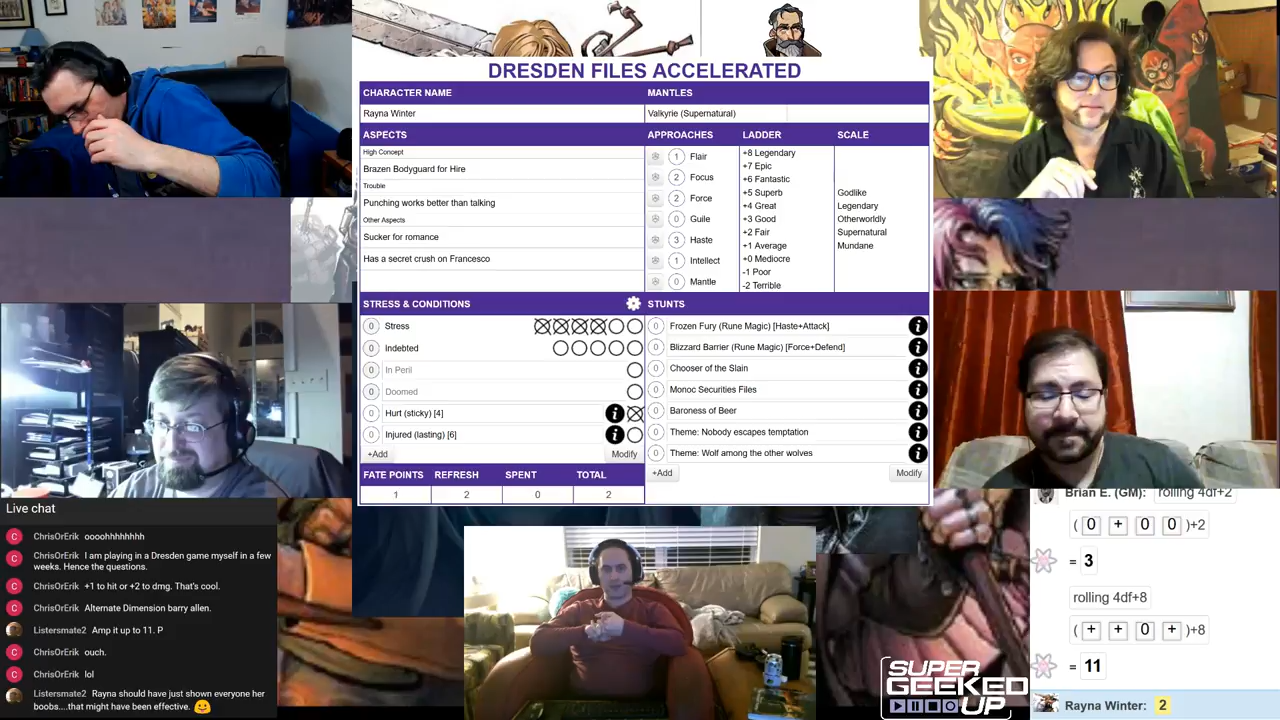 DRESDEN FILES ACCELERATED
CHARACTER NAME
MANTLES
Rayna Winter
Valkyrie (Supernatural)
ASPECTS
High Concept
Brazen Bodyguard for Hire
Trouble
Punching works better than talking
Other Aspects
Sucker for romance
Has a secret crush on Francesco
APPROACHES
1 Flair
2 Focus
2 Force
0 Guile
3 Haste
1 Intellect
0 Mantle
LADDER
+8 Legendary
+7 Epic
+6 Fantastic
+5 Superb
+4 Great
+3 Good
+2 Fair
+1 Average
+0 Mediocre
-1 Poor
-2 Terrible
SCALE
Godlike
Legendary
Otherworldly
Supernatural
Mundane
STRESS & CONDITIONS
0 Stress
0 Indebted
0 In Peril
0 Doomed
0 Hurt (sticky) [4] i
0 Injured (lasting) [6] i
+Add Modify
FATE POINTS REFRESH SPENT TOTAL
1 2 0 2
STUNTS
0 Frozen Fury (Rune Magic) [Haste+Attack] i
0 Blizzard Barrier (Rune Magic) [Force+Defend] i
0 Chooser of the Slain i
0 Monoc Securities Files i
0 Baroness of Beer i
0 Theme: Nobody escapes temptation i
0 Theme: Wolf among the other wolves i
+Add Modify
Live chat
C ChrisOrErik oooohhhhhhhh
C ChrisOrErik I am playing in a Dresden game myself in a few
weeks. Hence the questions.
C ChrisOrErik +1 to hit or +2 to dmg. That's cool.
C ChrisOrErik Alternate Dimension barry allen.
Listersmate2 Amp it up to 11. P
C ChrisOrErik ouch.
C ChrisOrErik lol
Listersmate2 Rayna should have just shown everyone her
boobs....that might have been effective.
SUPER
GEEKED
UP
Brian E. (GM): rolling 4df+2
( 0 + 0 0 )+2
= 3
rolling 4df+8
( + + 0 + )+8
= 11
Rayna Winter: 2